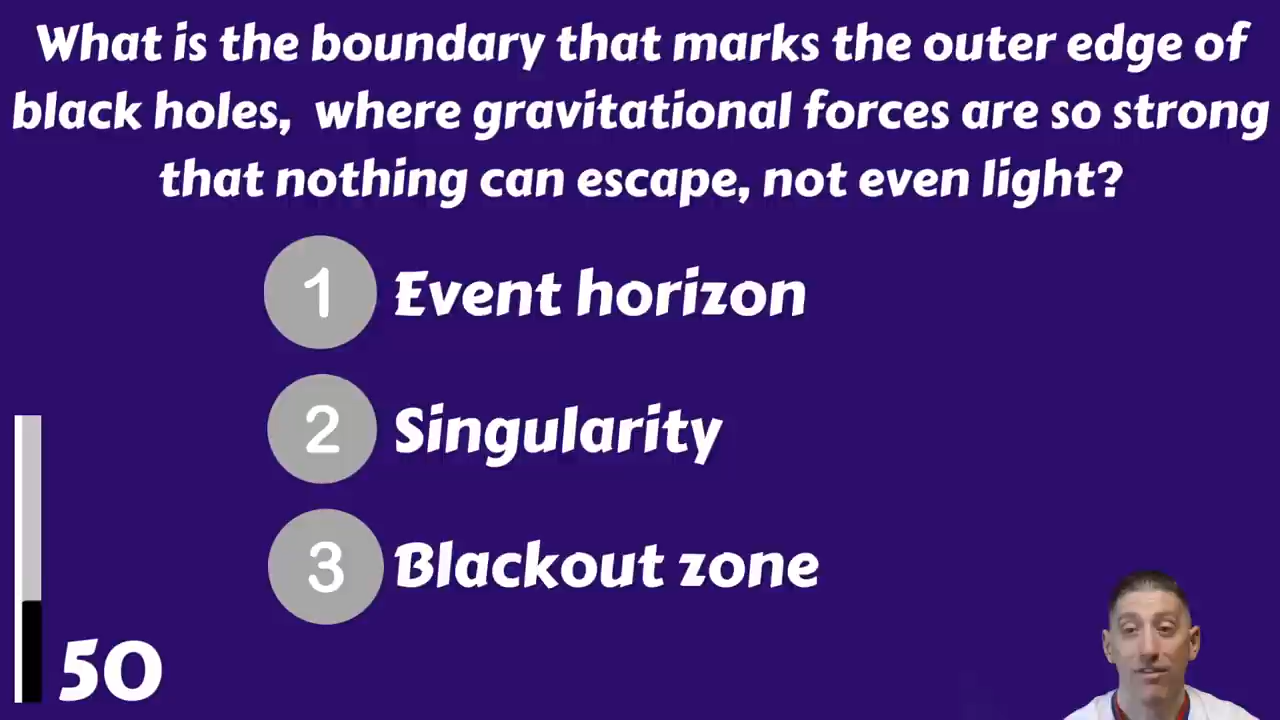 What is the boundary that marks the outer edge of
black holes, where gravitational forces are so strong
that nothing can escape, not even light?
1 Event horizon
2 Singularity
3 Blackout zone
50